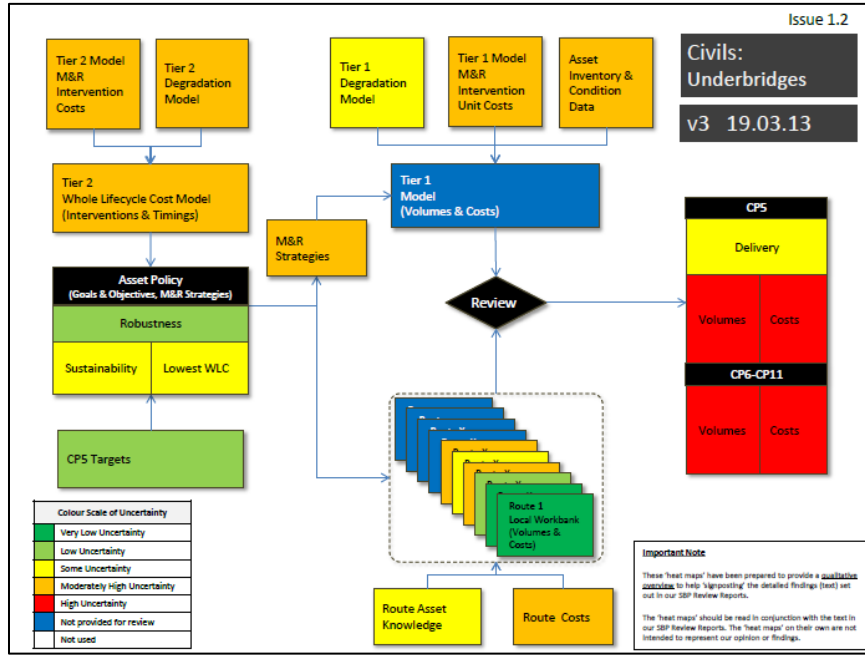 Issue 1.2
Civils:
Underbridges
v3 19.03.13
Tier 2 Model
M&R
Intervention
Costs
Tier 2
Degradation
Model
Tier 1
Degradation
Model
Tier 1 Model
M&R
Intervention
Unit Costs
Asset
Inventory &
Condition
Data
Tier 2
Whole Lifecycle Cost Model
(Interventions & Timings)
Tier 1
Model
(Volumes & Costs)
M&R
Strategies
Asset Policy
(Goals & Objectives, M&R Strategies)
Robustness
Sustainability
Lowest WLC
CP5 Targets
Review
CP5
Delivery
Volumes
Costs
CP6-CP11
Volumes
Costs
Route 1
Local Workbank
(Volumes &
Costs)
Route Asset
Knowledge
Route Costs
Colour Scale of Uncertainty
Very Low Uncertainty
Low Uncertainty
Some Uncertainty
Moderately High Uncertainty
High Uncertainty
Not provided for review
Not used
Important Note
These 'heat maps' have been prepared to provide a qualitative
overview to help 'signposting' the detailed findings (text) set
out in our SBP Review Reports.
The 'heat maps' should be read in conjunction with the text in
our SBP Review Reports. The 'heat maps' on their own are not
intended to represent our opinion or findings.